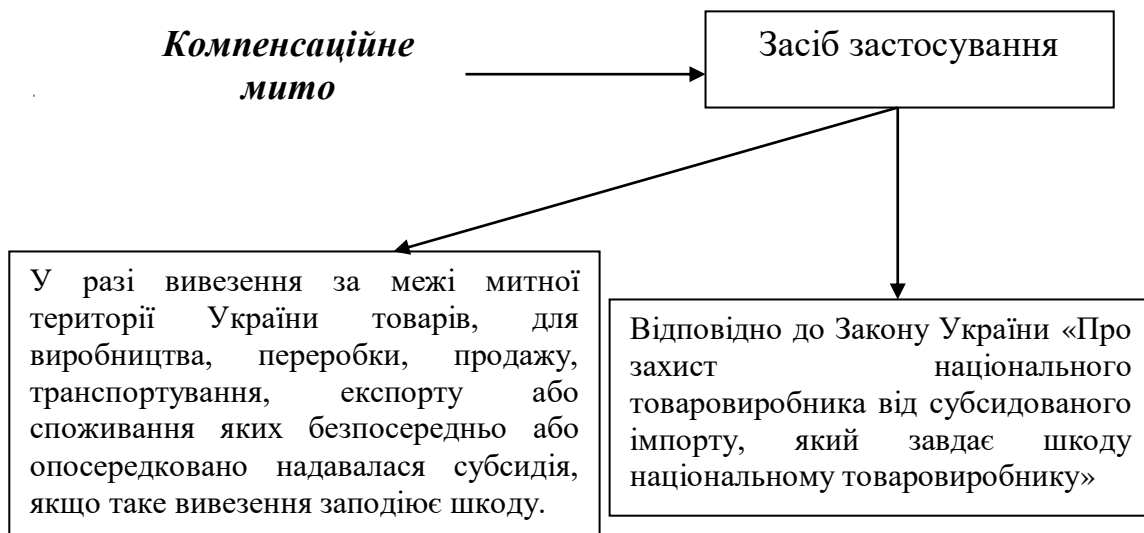 Компенсаційне
мито
Засіб застосування
У разі вивезення за межі митної
території України товарів, для
виробництва, переробки, продажу,
транспортування, експорту або
споживання яких безпосередньо або
опосередковано надавалася субсидія,
якщо таке вивезення заподіює шкоду.
Відповідно до Закону України «Про
захист національного
товаровиробника від субсидованого
імпорту, який завдає шкоду
національному товаровиробнику»